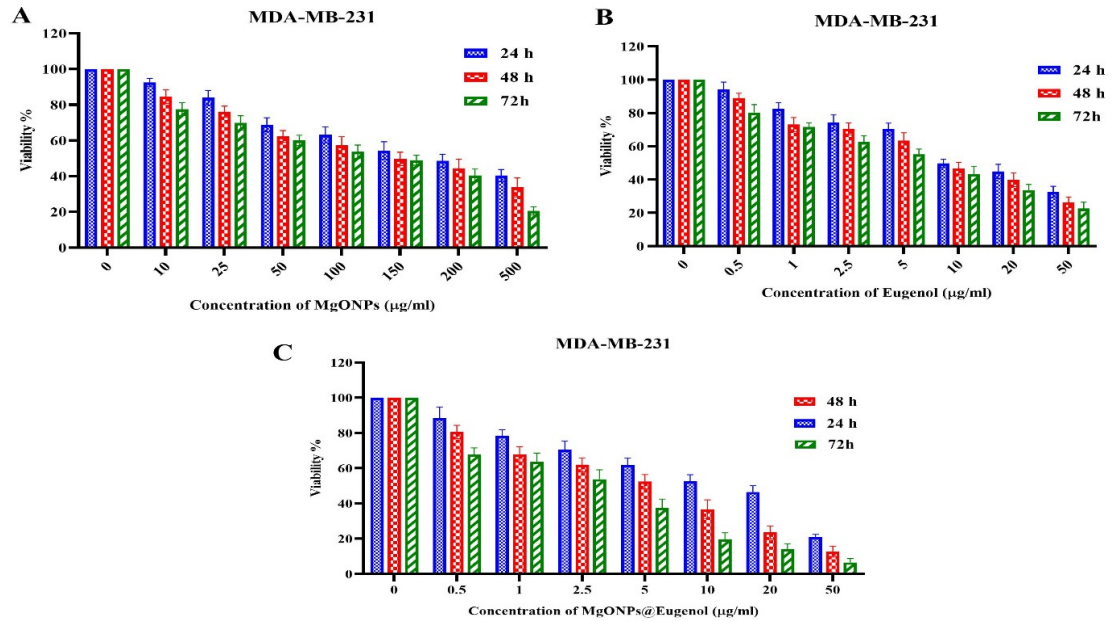 A
MDA-MB-231
Viability %
120
100
80
60
40
20
0
24 h
48 h
72h
0 10 25 50 100 150 200 500
Concentration of MgONPs (μg/ml)
B
MDA-MB-231
Viability %
120
100
80
60
40
20
0
24 h
48 h
72h
0 0.5 1 2.5 5 10 20 50
Concentration of Eugenol (μg/ml)
C
MDA-MB-231
Viability %
120
100
80
60
40
20
0
48 h
24 h
72h
0 0.5 1 2.5 5 10 20 50
Concentration of MgONPs@Eugenol (μg/ml)